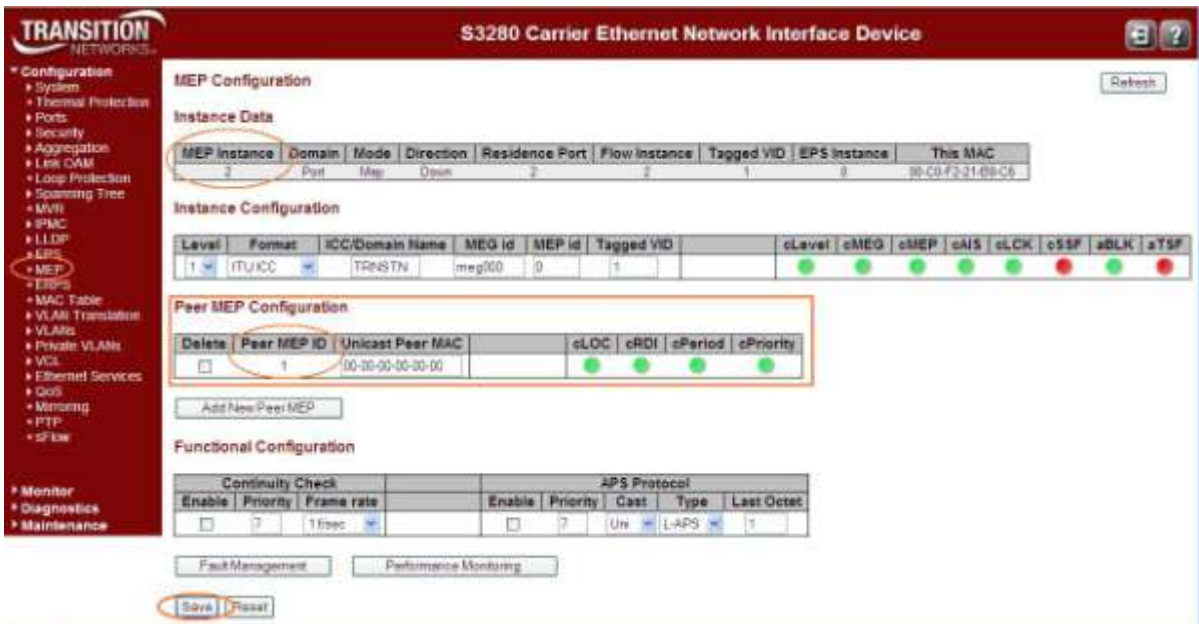 TRANSITION
NETWORKS
S3280 Carrier Ethernet Network Interface Device
?
Configuration
System
Thermal Protection
Ports
Security
Aggregation
Link OAM
Loop Protection
Spanning Tree
MVR
IPMC
LLDP
EPS
MEP
ERPS
MAC Table
VLAN Translation
VLANs
Private VLANs
VCL
Ethernet Services
QoS
Mirroring
PTP
sFlow
Monitor
Diagnostics
Maintenance
MEP Configuration
Refresh
Instance Data
MEP Instance Domain Mode Direction Residence Port Flow Instance Tagged VID EPS Instance This MAC
2 Port Mep Down 2 2 1 0
Instance Configuration
Level Format ICC/Domain Name MEG id MEP id Tagged VID cLevel cMEG cMEP cAIS cLCK cSSF aBLK aTSF
1 ITU ICC TRNSTN meg000 0 1
Peer MEP Configuration
Delete Peer MEP ID Unicast Peer MAC cLOC cRDI cPeriod cPriority
1 00-00-00-00-00-00
Add New Peer MEP
Functional Configuration
Continuity Check APS Protocol
Enable Priority Frame rate Enable Priority Cast Type Last Octet
7 1 f/sec 7 Uni L-APS 1
Fault Management Performance Monitoring
Save Reset